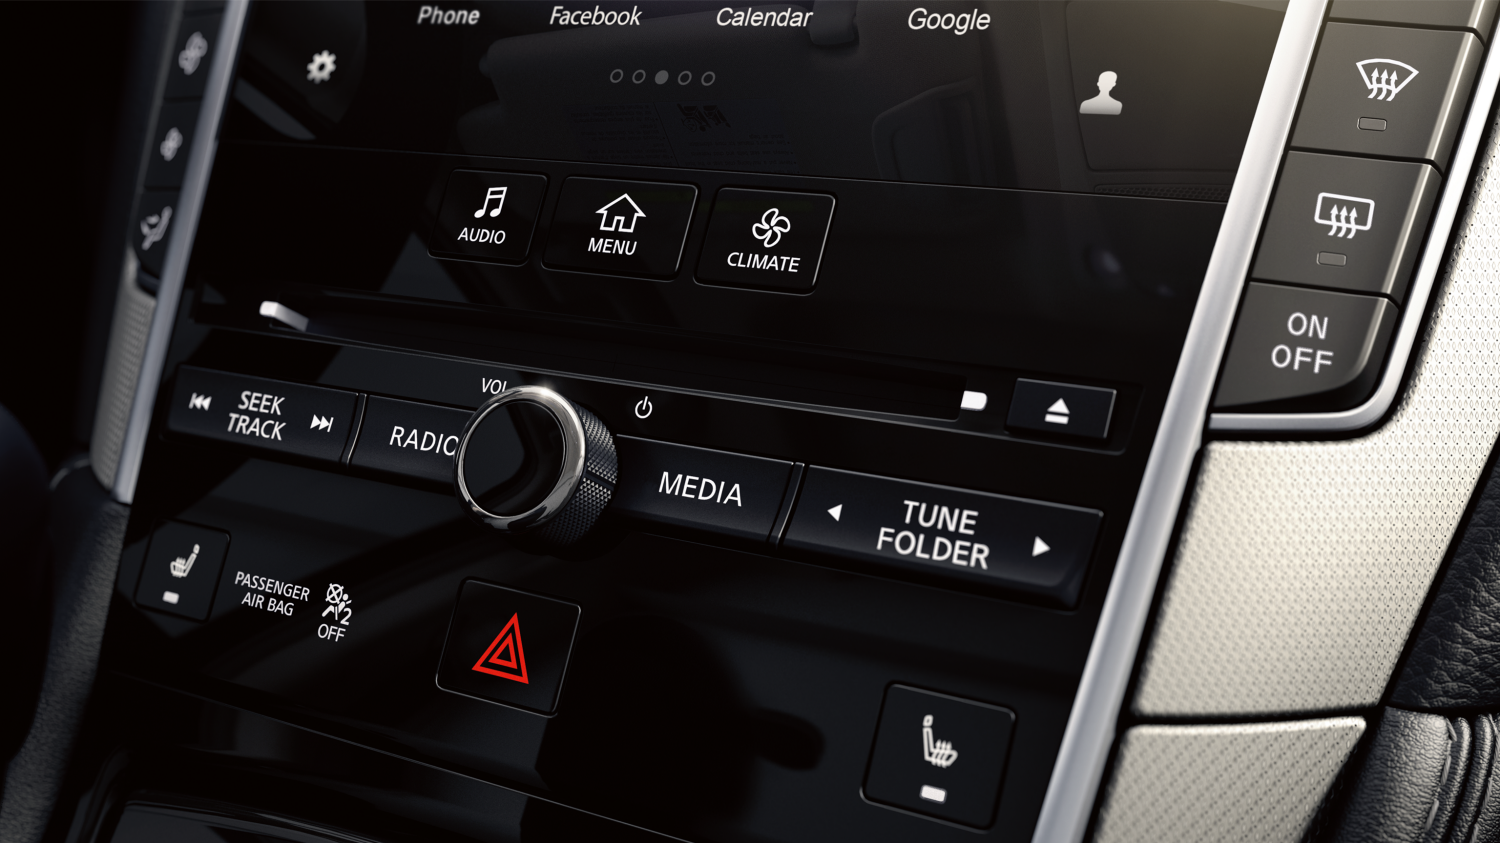 Phone Facebook Calendar Google
AUDIO MENU CLIMATE
ON
OFF
VOL
SEEK
TRACK
RADIO
MEDIA
TUNE
FOLDER
PASSENGER
AIR BAG
2
OFF